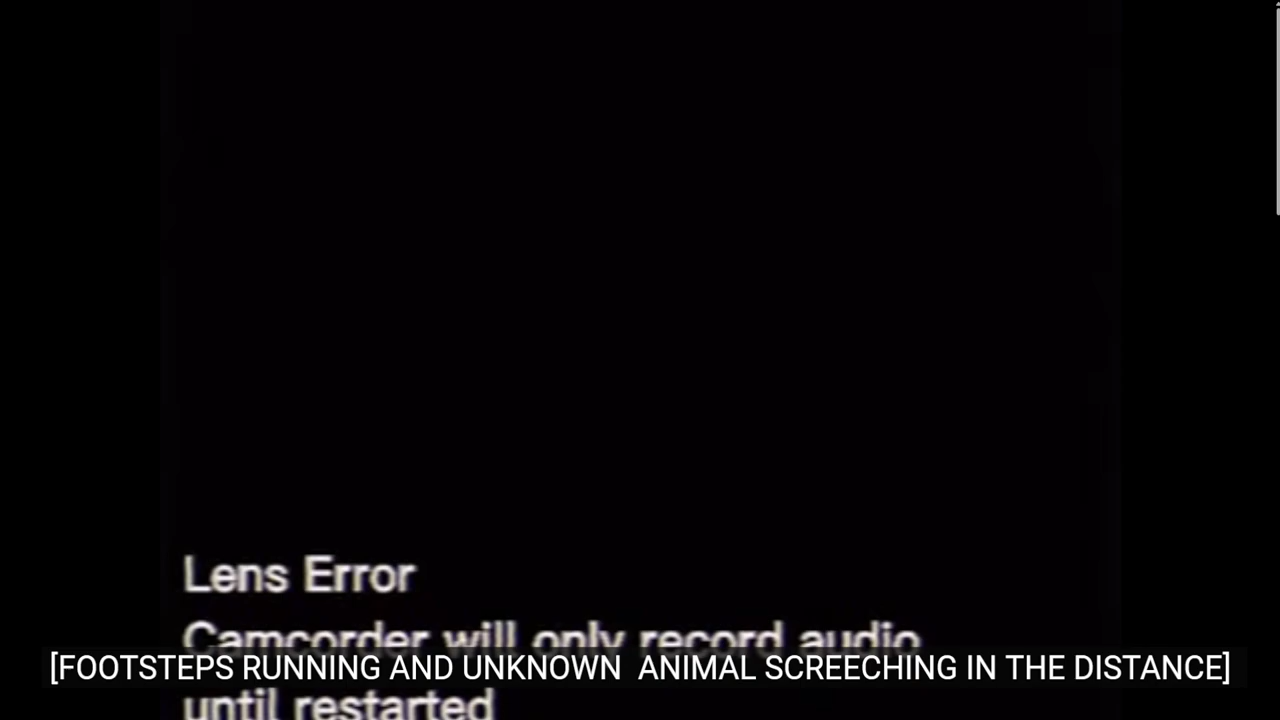 Lens Error
Camcorder will only record audio
[FOOTSTEPS RUNNING AND UNKNOWN  ANIMAL SCREECHING IN THE DISTANCE]
until restarted